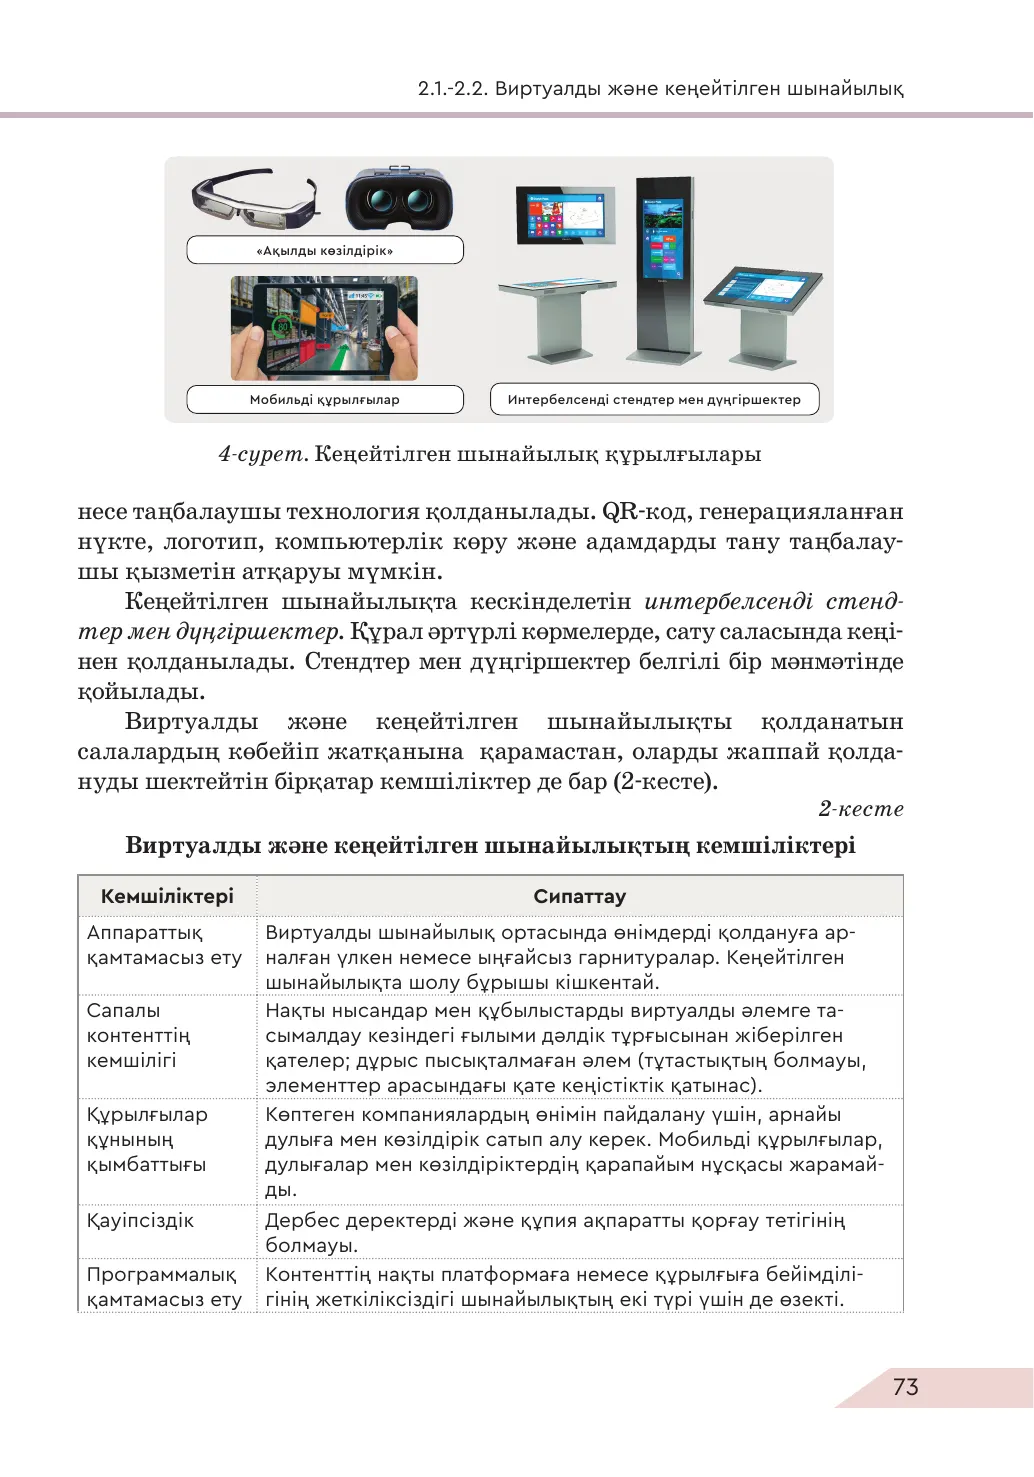 2.1.-2.2. Виртуалды және кеңейтілген шынайылық
«Ақылды көзілдірік»
80
Мобильді құрылғылар
Интербелсенді стендтер мен дүңгіршектер
4-сурет. Кеңейтілген шынайылық құрылғылары
несе таңбалаушы технология қолданылады. QR-код, генерацияланған
нүкте, логотип, компьютерлік көру және адамдарды тану таңбалау-
шы қызметін атқаруы мүмкін.
Кеңейтілген шынайылықта кескінделетін интербелсенді стенд-
тер мен дүңгіршектер. Құрал әртүрлі көрмелерде, сату саласында кеңі-
нен қолданылады. Стендтер мен дүңгіршектер белгілі бір мәнмәтінде
қойылады.
Виртуалды және кеңейтілген шынайылықты қолданатын
салалардың көбейіп жатқанына қарамастан, оларды жаппай қолда-
нуды шектейтін бірқатар кемшіліктер де бар (2-кесте).
2-кесте
Виртуалды және кеңейтілген шынайылықтың кемшіліктері
Кемшіліктері
Сипаттау
Аппараттық
қамтамасыз ету
Виртуалды шынайылық ортасында өнімдерді қолдануға ар-
налған үлкен немесе ыңғайсыз гарнитуралар. Кеңейтілген
шынайылықта шолу бұрышы кішкентай.
Сапалы
контенттің
кемшілігі
Нақты нысандар мен құбылыстарды виртуалды әлемге та-
сымалдау кезіндегі ғылыми дәлдік тұрғысынан жіберілген
қателер; дұрыс пысықталмаған әлем (тұтастықтың болмауы,
элементтер арасындағы қате кеңістіктік қатынас).
Құрылғылар
құнының
қымбаттығы
Көптеген компаниялардың өнімін пайдалану үшін, арнайы
дулыға мен көзілдірік сатып алу керек. Мобильді құрылғылар,
дулығалар мен көзілдіріктердің қарапайым нұсқасы жарамай-
ды.
Қауіпсіздік
Дербес деректерді және құпия ақпаратты қорғау тетігінің
болмауы.
Программалық
қамтамасыз ету
Контенттің нақты платформаға немесе құрылғыға бейімділі-
гінің жеткіліксіздігі шынайылықтың екі түрі үшін де өзекті.
73